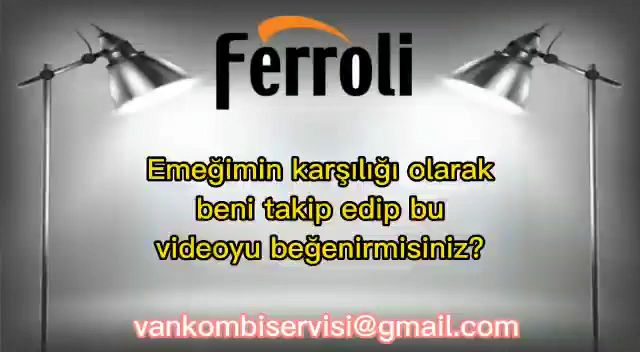 Ferroli
Emeğimin karşılığı olarak
beni takip edip bu
videoyu beğenirmisiniz?
vankombiservisi@gmail.com